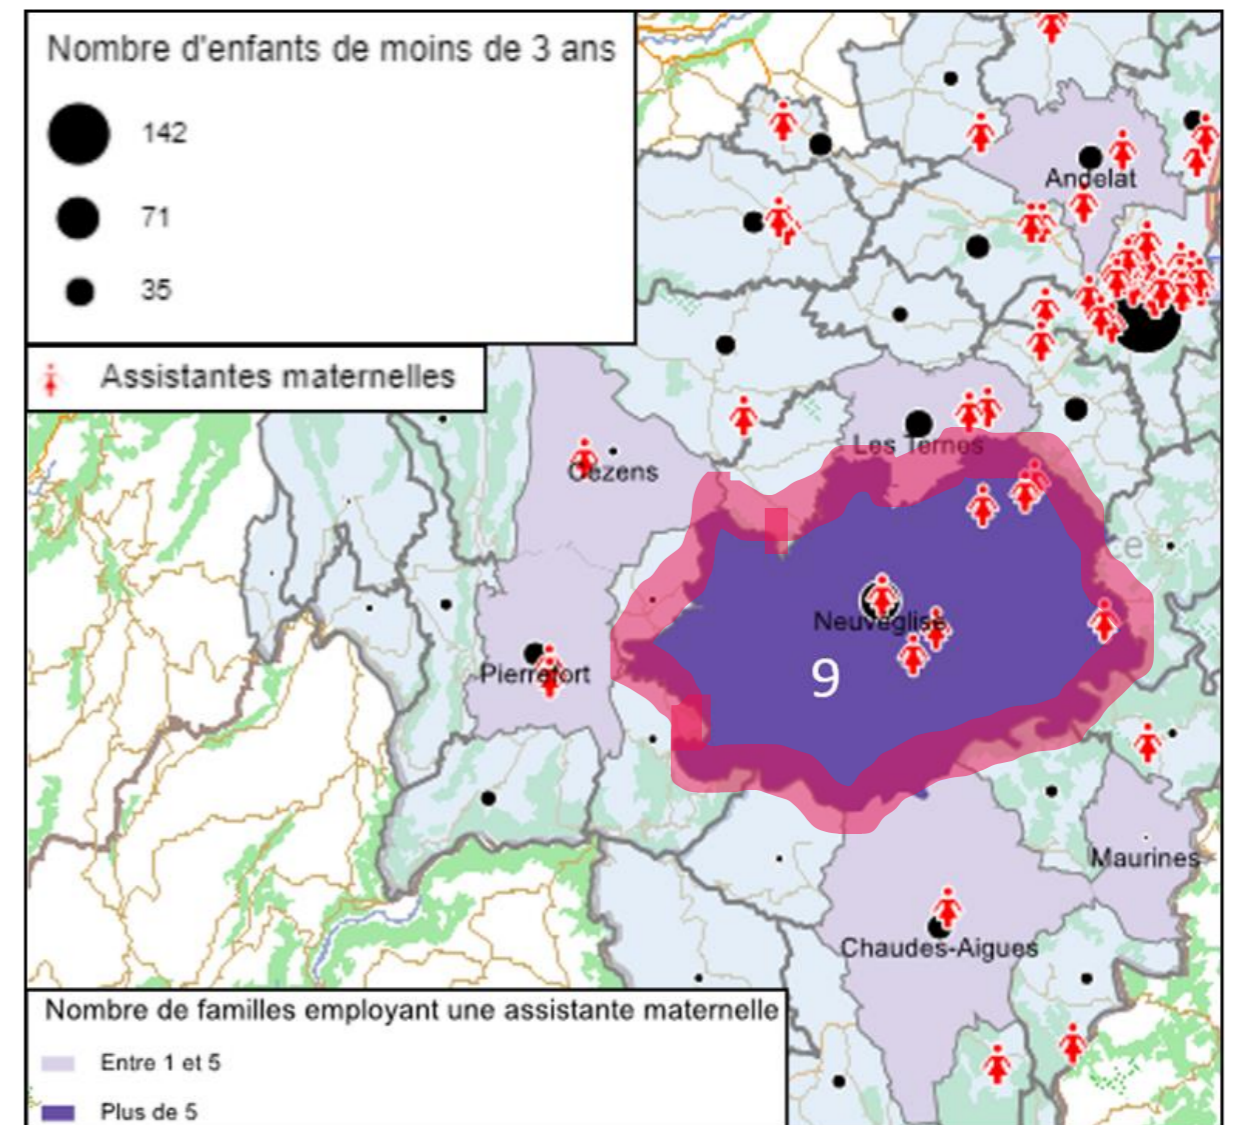 Nombre d'enfants de moins de 3 ans
142
71
35
Assistantes maternelles
Andelat
Les Ternes
Cezens
ce
Neuvéglise
9
Pierrefort
Maurines
Chaudes-Aigues
Nombre de familles employant une assistante maternelle
Entre 1 et 5
Plus de 5